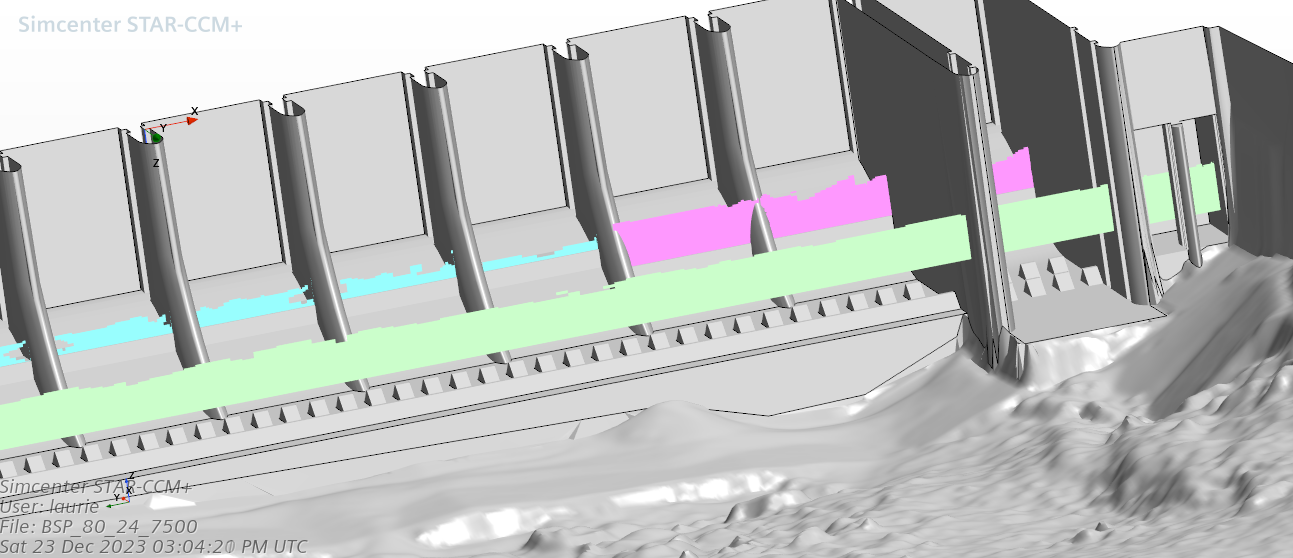 Simcenter STAR-CCM+
X
Y
Z
Z
X
Y
Simcenter STAR-CCM+
User: laurie
File: BSP_80_24_7500
Sat 23 Dec 2023 03:04:20 PM UTC